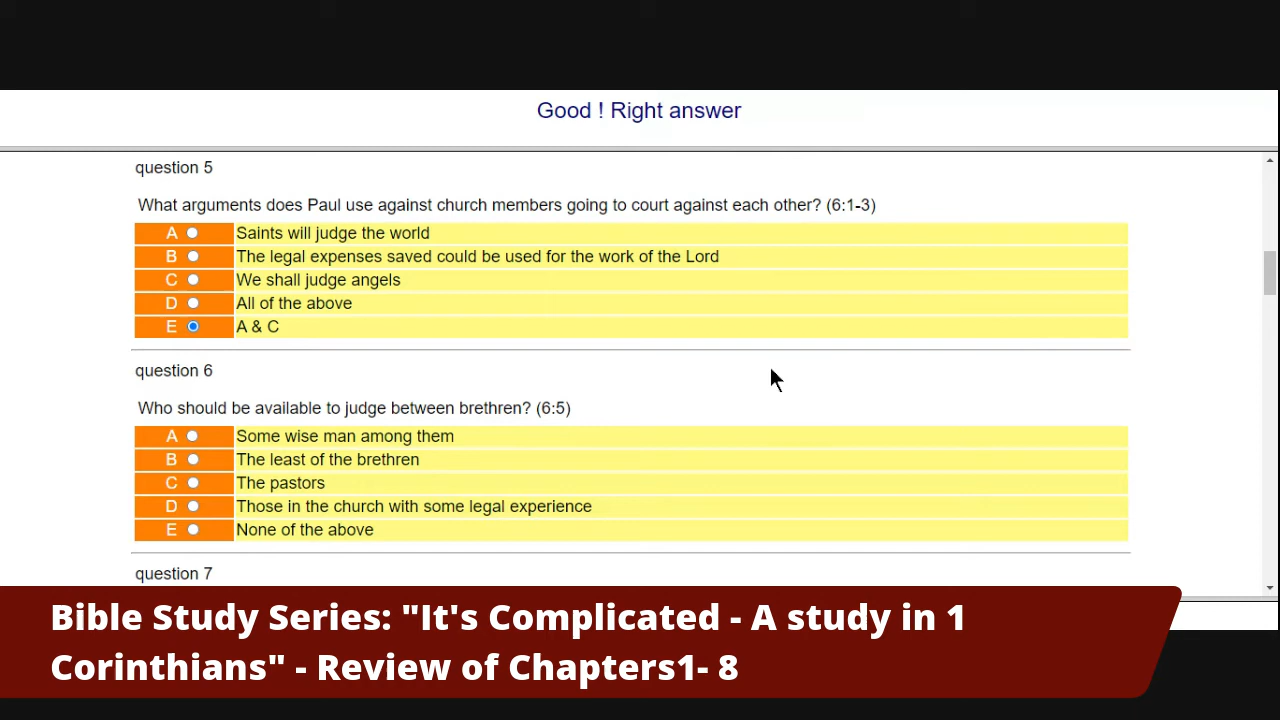 Good ! Right answer
question 5
What arguments does Paul use against church members going to court against each other? (6:1-3)
A Saints will judge the world
B The legal expenses saved could be used for the work of the Lord
C We shall judge angels
D All of the above
E A & C
question 6
Who should be available to judge between brethren? (6:5)
A Some wise man among them
B The least of the brethren
C The pastors
D Those in the church with some legal experience
E None of the above
question 7
Bible Study Series: "It's Complicated - A study in 1
Corinthians" - Review of Chapters1- 8